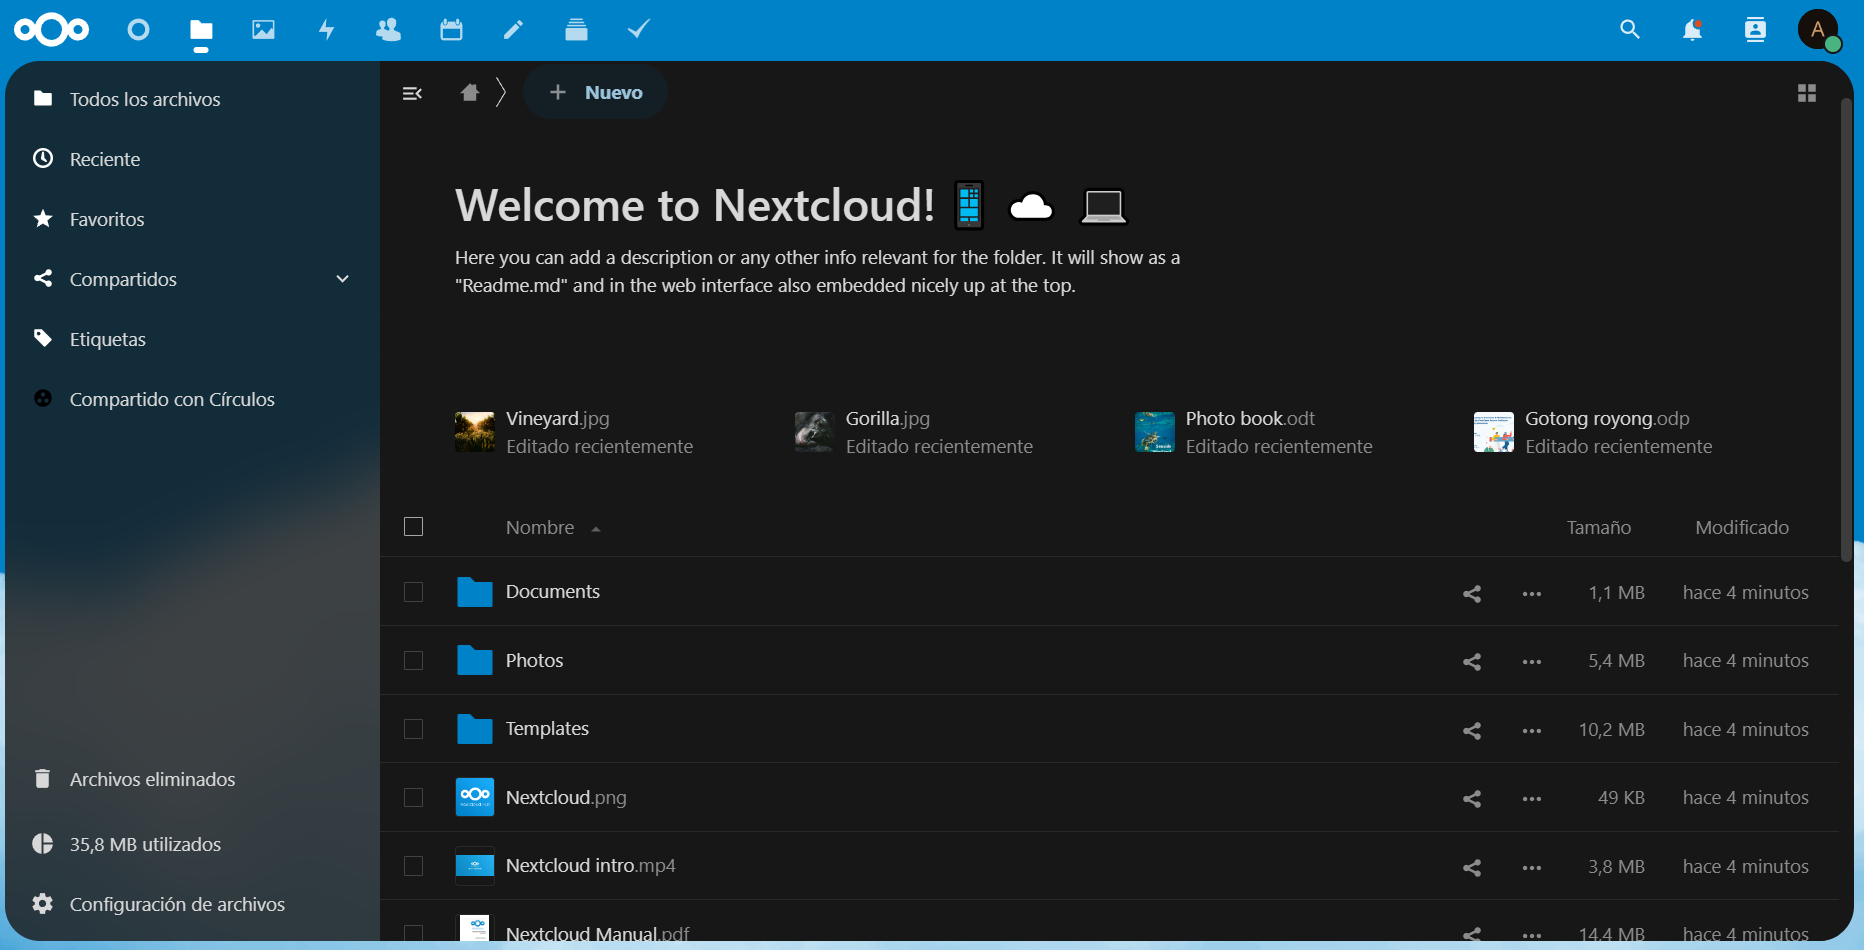 A
Todos los archivos
Reciente
Favoritos
Compartidos
Etiquetas
Compartido con Círculos
Archivos eliminados
35,8 MB utilizados
Configuración de archivos
+ Nuevo
Welcome to Nextcloud!
Here you can add a description or any other info relevant for the folder. It will show as a
"Readme.md" and in the web interface also embedded nicely up at the top.
Vineyard.jpg
Editado recientemente
Gorilla.jpg
Editado recientemente
Photo book.odt
Editado recientemente
Gotong royong.odp
Editado recientemente
Nombre Tamaño Modificado
Documents 1,1 MB hace 4 minutos
Photos 5,4 MB hace 4 minutos
Templates 10,2 MB hace 4 minutos
Nextcloud.png 49 KB hace 4 minutos
Nextcloud intro.mp4 3,8 MB hace 4 minutos
Nextcloud Manual.pdf 14,4 MB hace 4 minutos